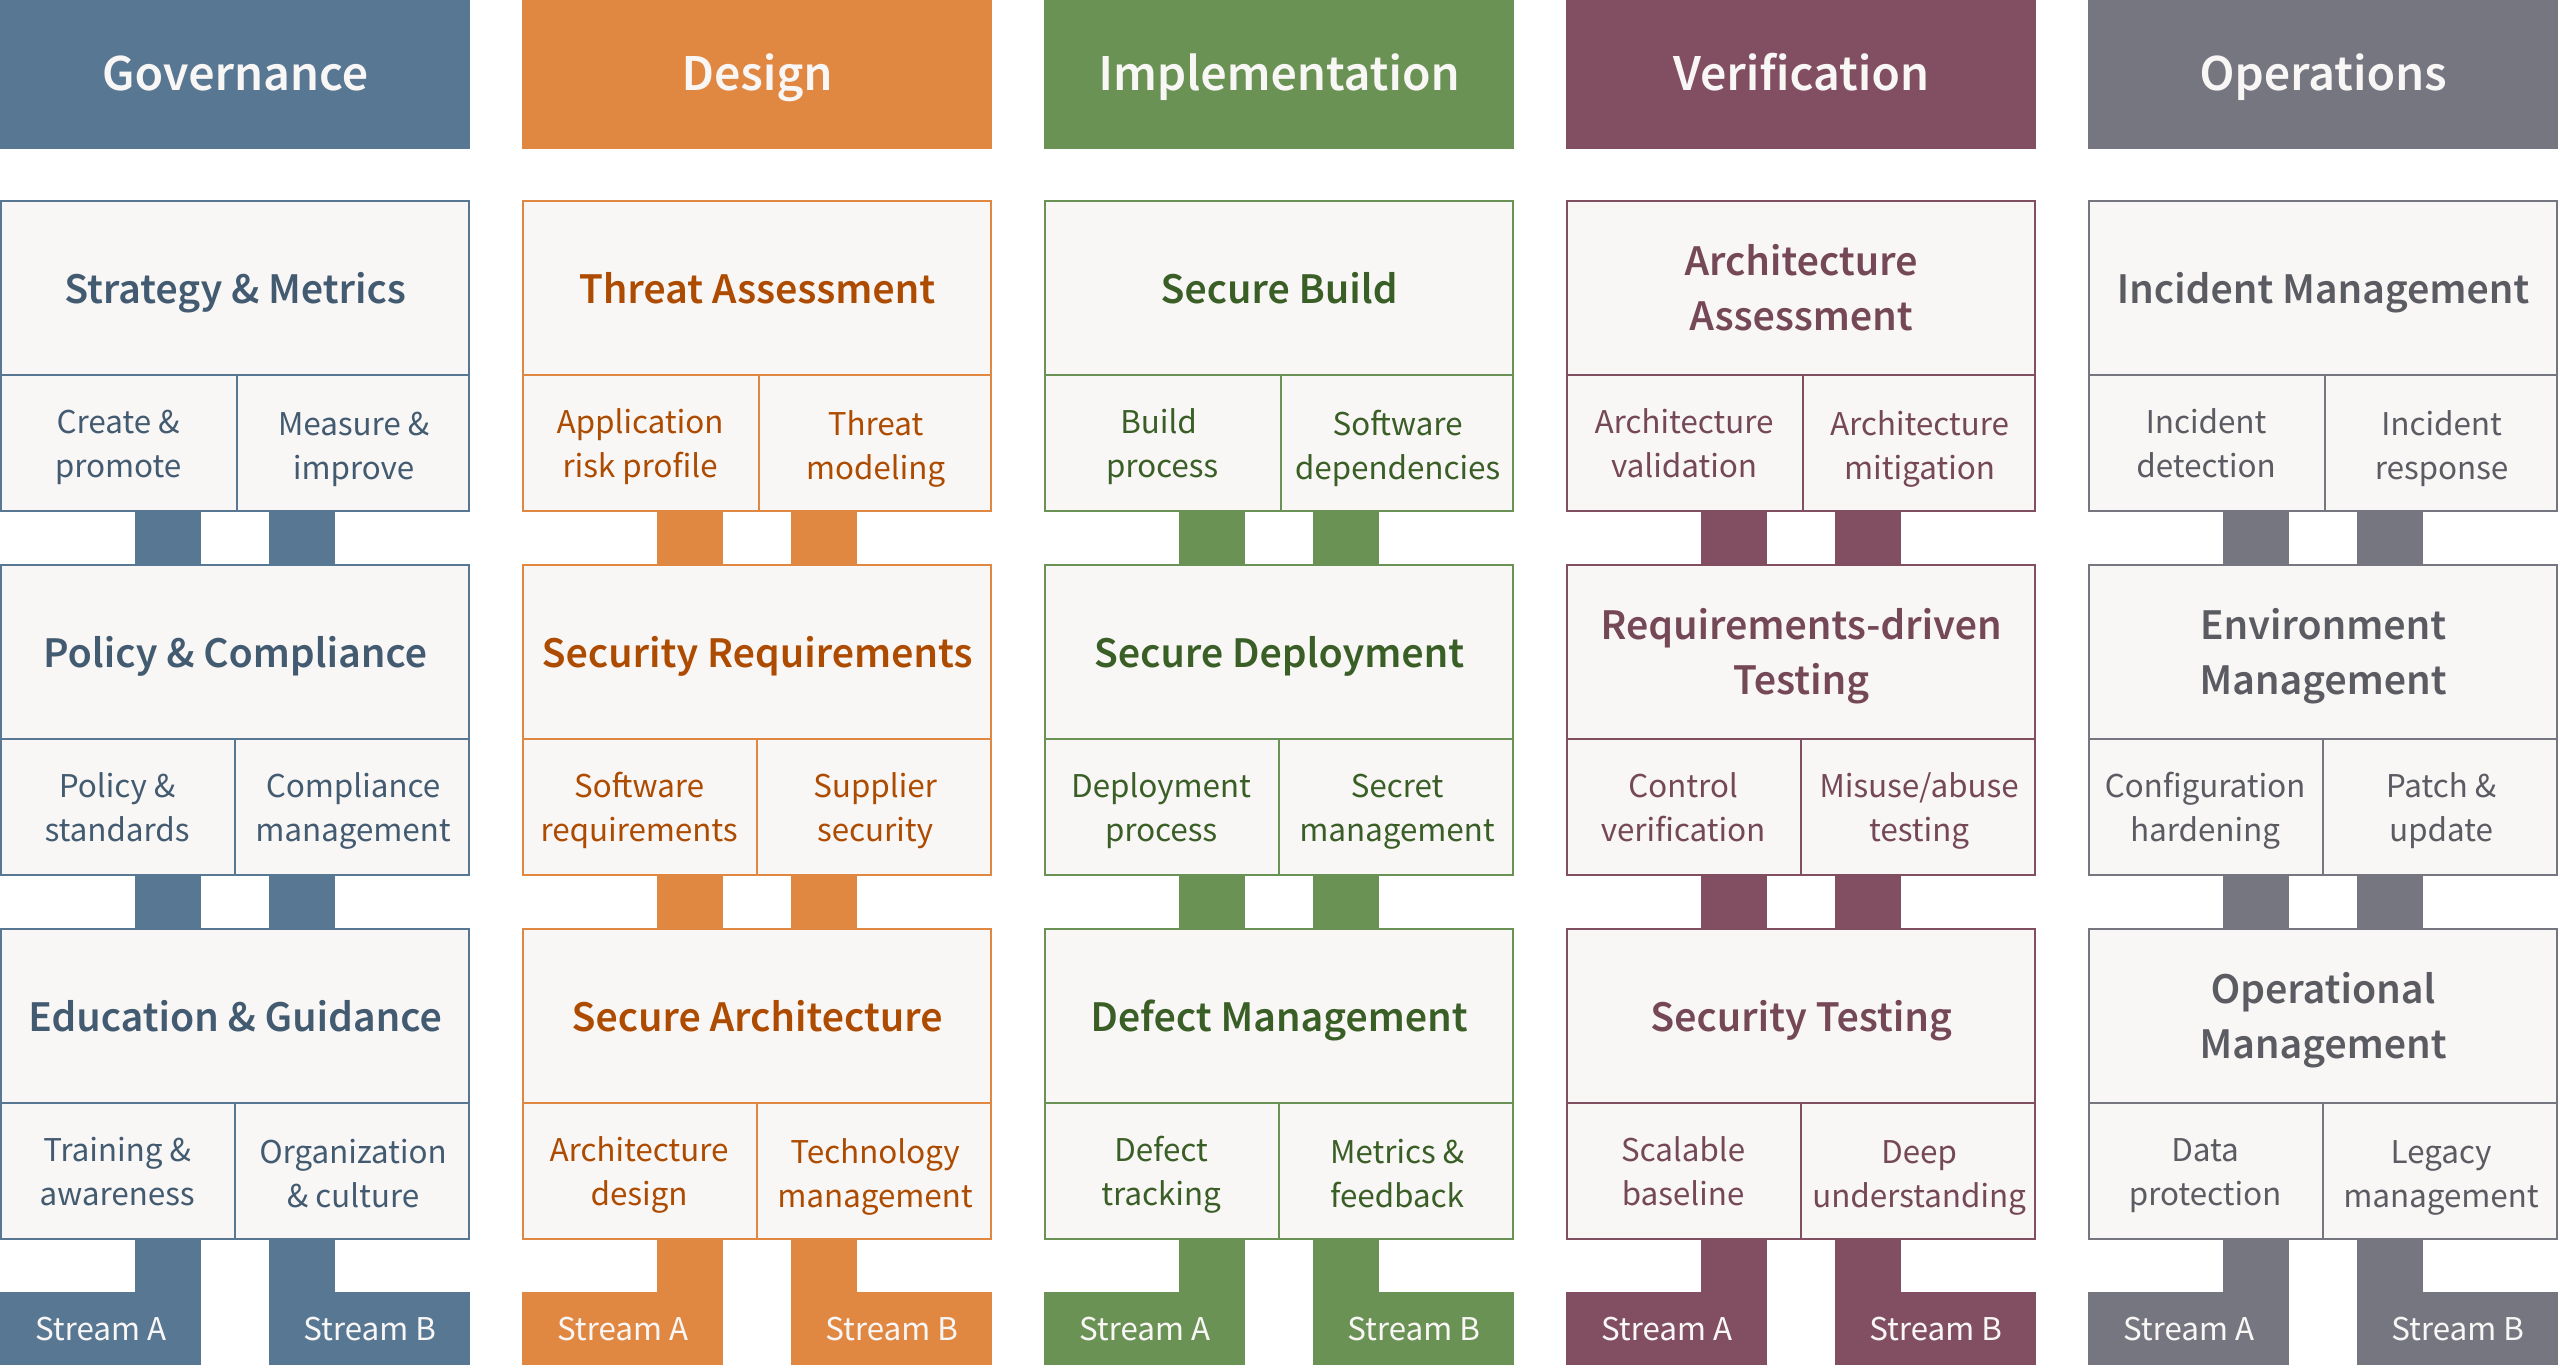 Governance
Strategy & Metrics
Create &
promote
Measure &
improve
Policy & Compliance
Policy &
standards
Compliance
management
Education & Guidance
Training &
awareness
Organization
& culture
Stream A
Stream B
Design
Threat Assessment
Application
risk profile
Threat
modeling
Security Requirements
Software
requirements
Supplier
security
Secure Architecture
Architecture
design
Technology
management
Stream A
Stream B
Implementation
Secure Build
Build
process
Software
dependencies
Secure Deployment
Deployment
process
Secret
management
Defect Management
Defect
tracking
Metrics &
feedback
Stream A
Stream B
Verification
Architecture
Assessment
Architecture
validation
Architecture
mitigation
Requirements-driven
Testing
Control
verification
Misuse/abuse
testing
Security Testing
Scalable
baseline
Deep
understanding
Stream A
Stream B
Operations
Incident Management
Incident
detection
Incident
response
Environment
Management
Configuration
hardening
Patch &
update
Operational
Management
Data
protection
Legacy
management
Stream A
Stream B